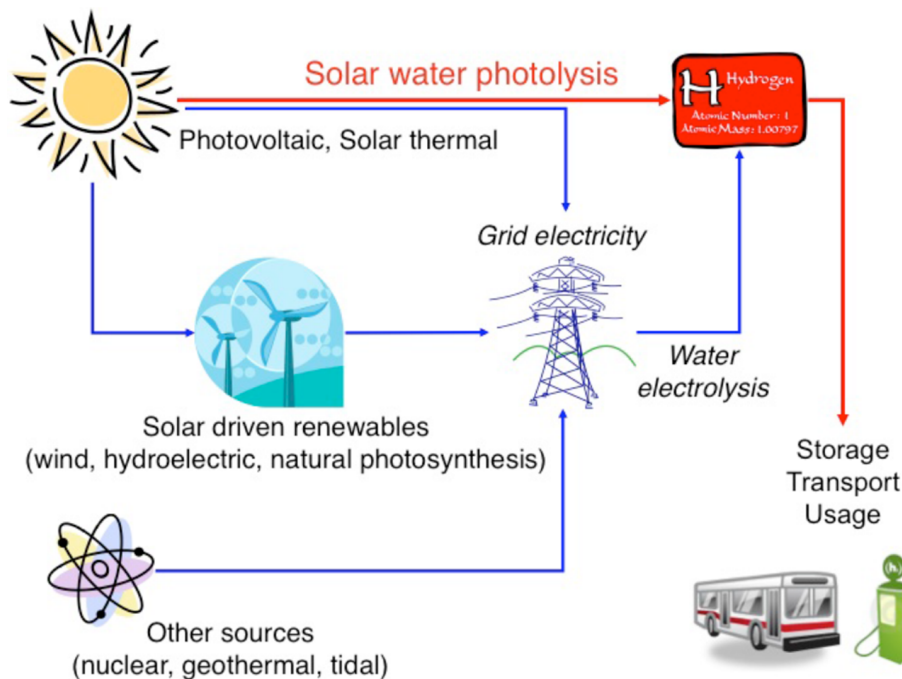 Solar water photolysis
H Hydrogen
Atomic Number: 1
Atomic Mass: 1.00797
Photovoltaic, Solar thermal
Grid electricity
Water
electrolysis
Solar driven renewables
(wind, hydroelectric, natural photosynthesis)
Storage
Transport
Usage
Other sources
(nuclear, geothermal, tidal)